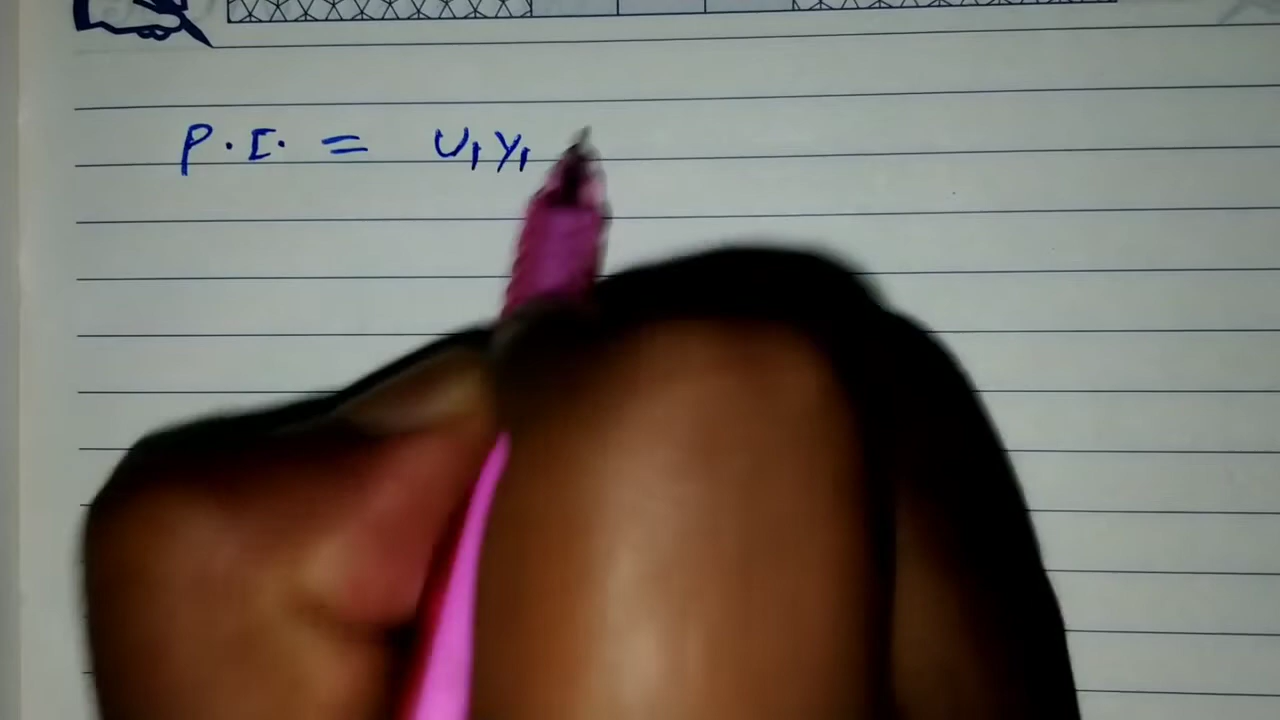 P.I. = u₁y₁